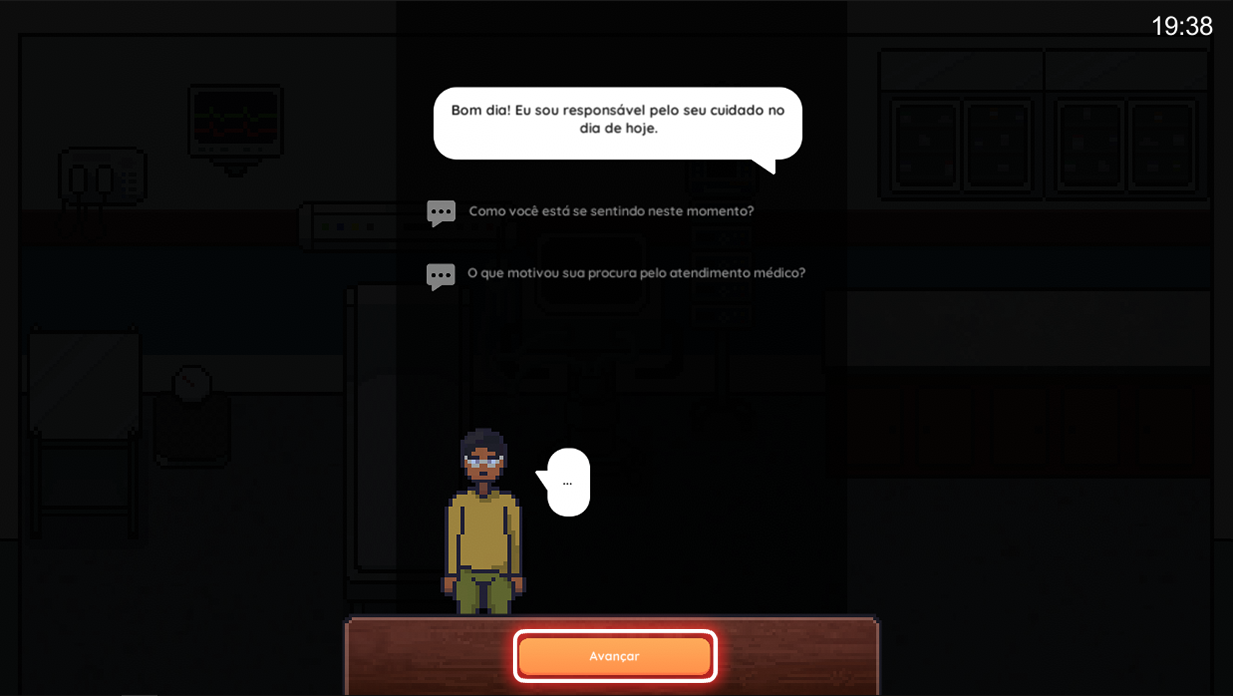 19:38
Bom dia! Eu sou responsável pelo seu cuidado no
dia de hoje.
Como você está se sentindo neste momento?
O que motivou sua procura pelo atendimento médico?
...
Avançar